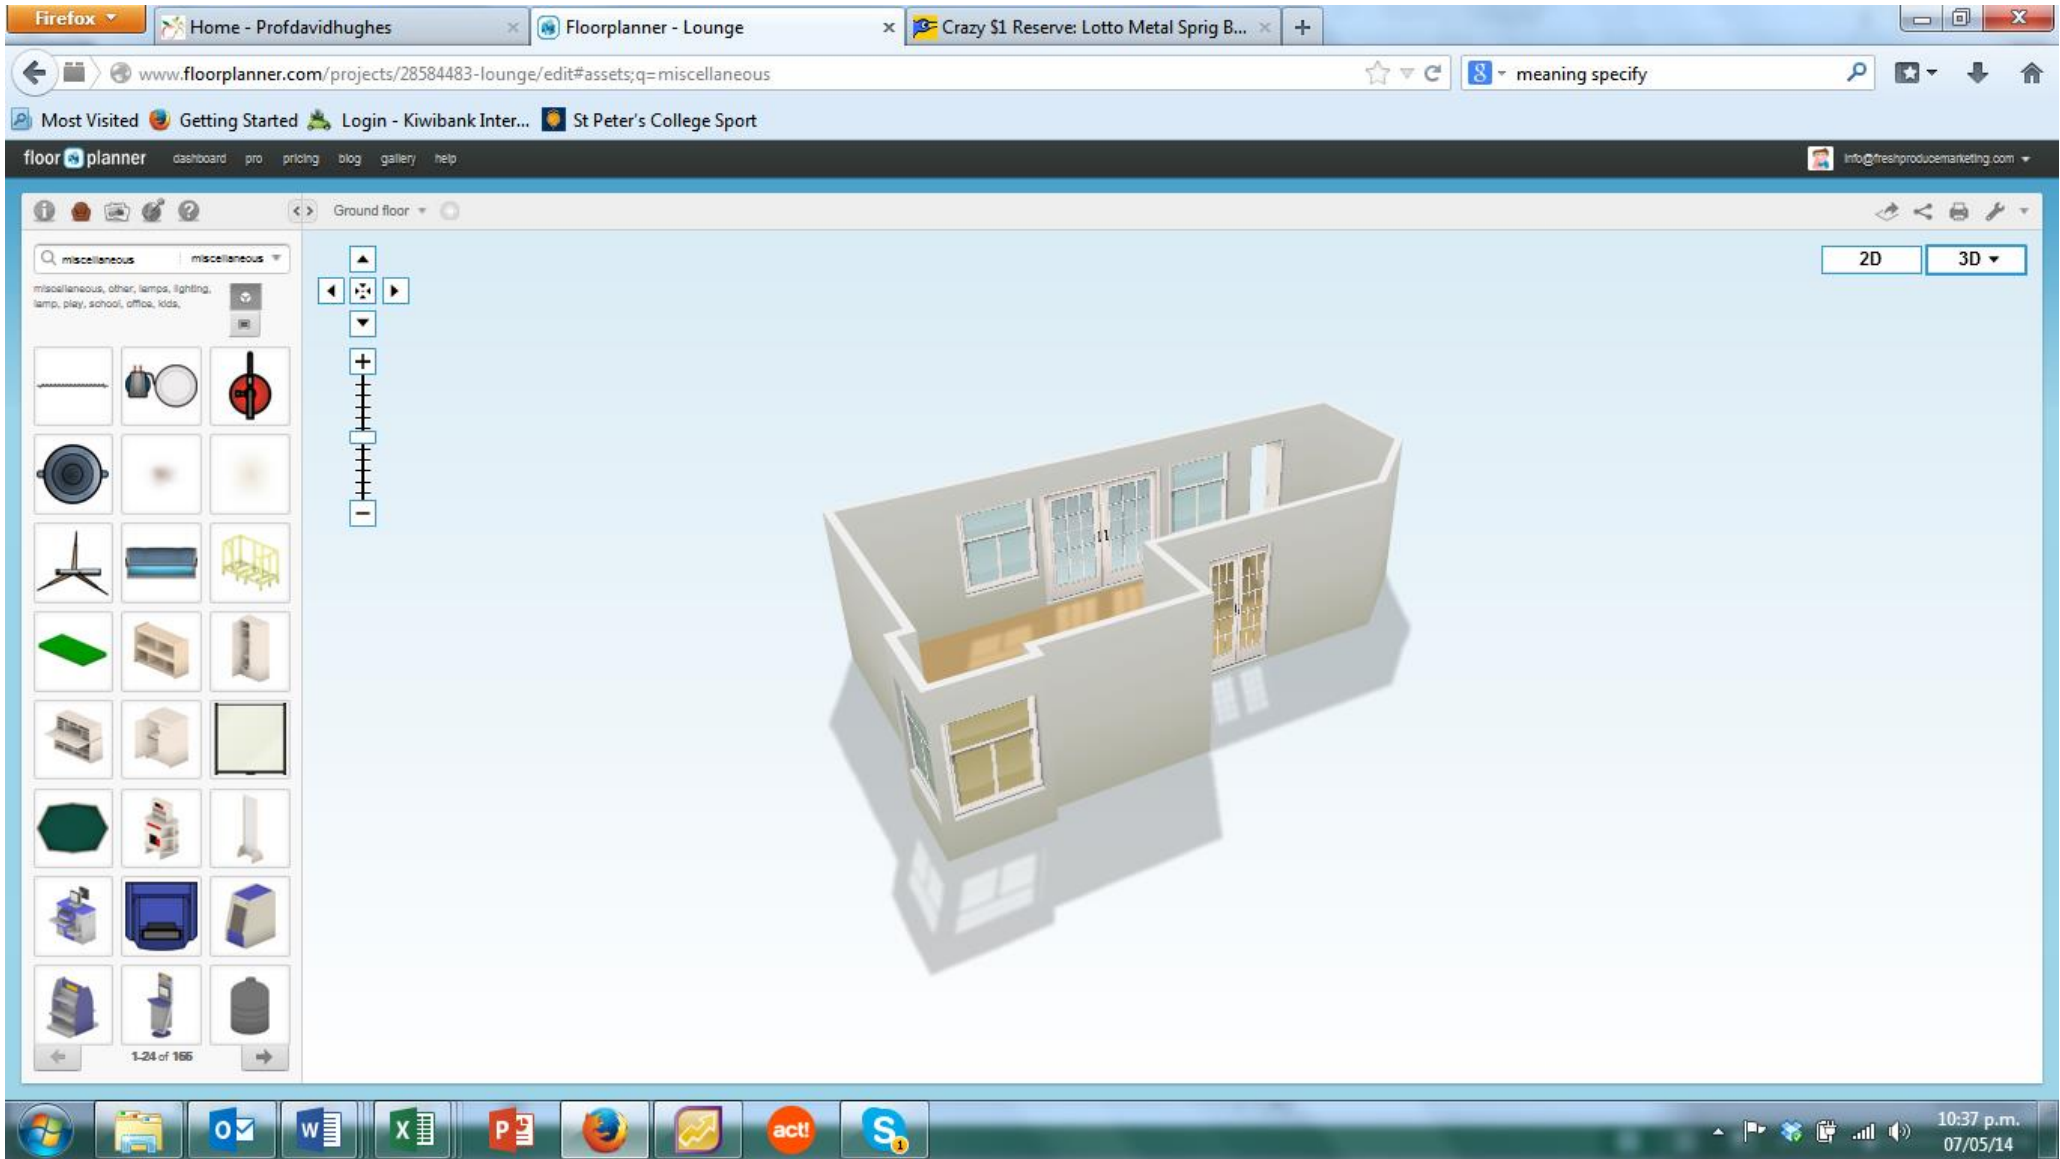 Firefox
Home - Profdavidhughes
Floorplanner - Lounge
Crazy $1 Reserve: Lotto Metal Sprig B...
www.floorplanner.com/projects/28584483-lounge/edit#assets;q=miscellaneous
8
meaning specify
Most Visited
Getting Started
Login - Kiwibank Inter...
St Peter's College Sport
floor planner
dashboard
pro
pricing
blog
gallery
help
info@freshproducemarketing.com
Ground floor
miscellaneous
miscellaneous
2D
3D
miscellaneous, other, lamps, lighting,
lamp, play, school, office, kids,
1-24 of 166
act!
S
1
10:37 p.m.
07/05/14